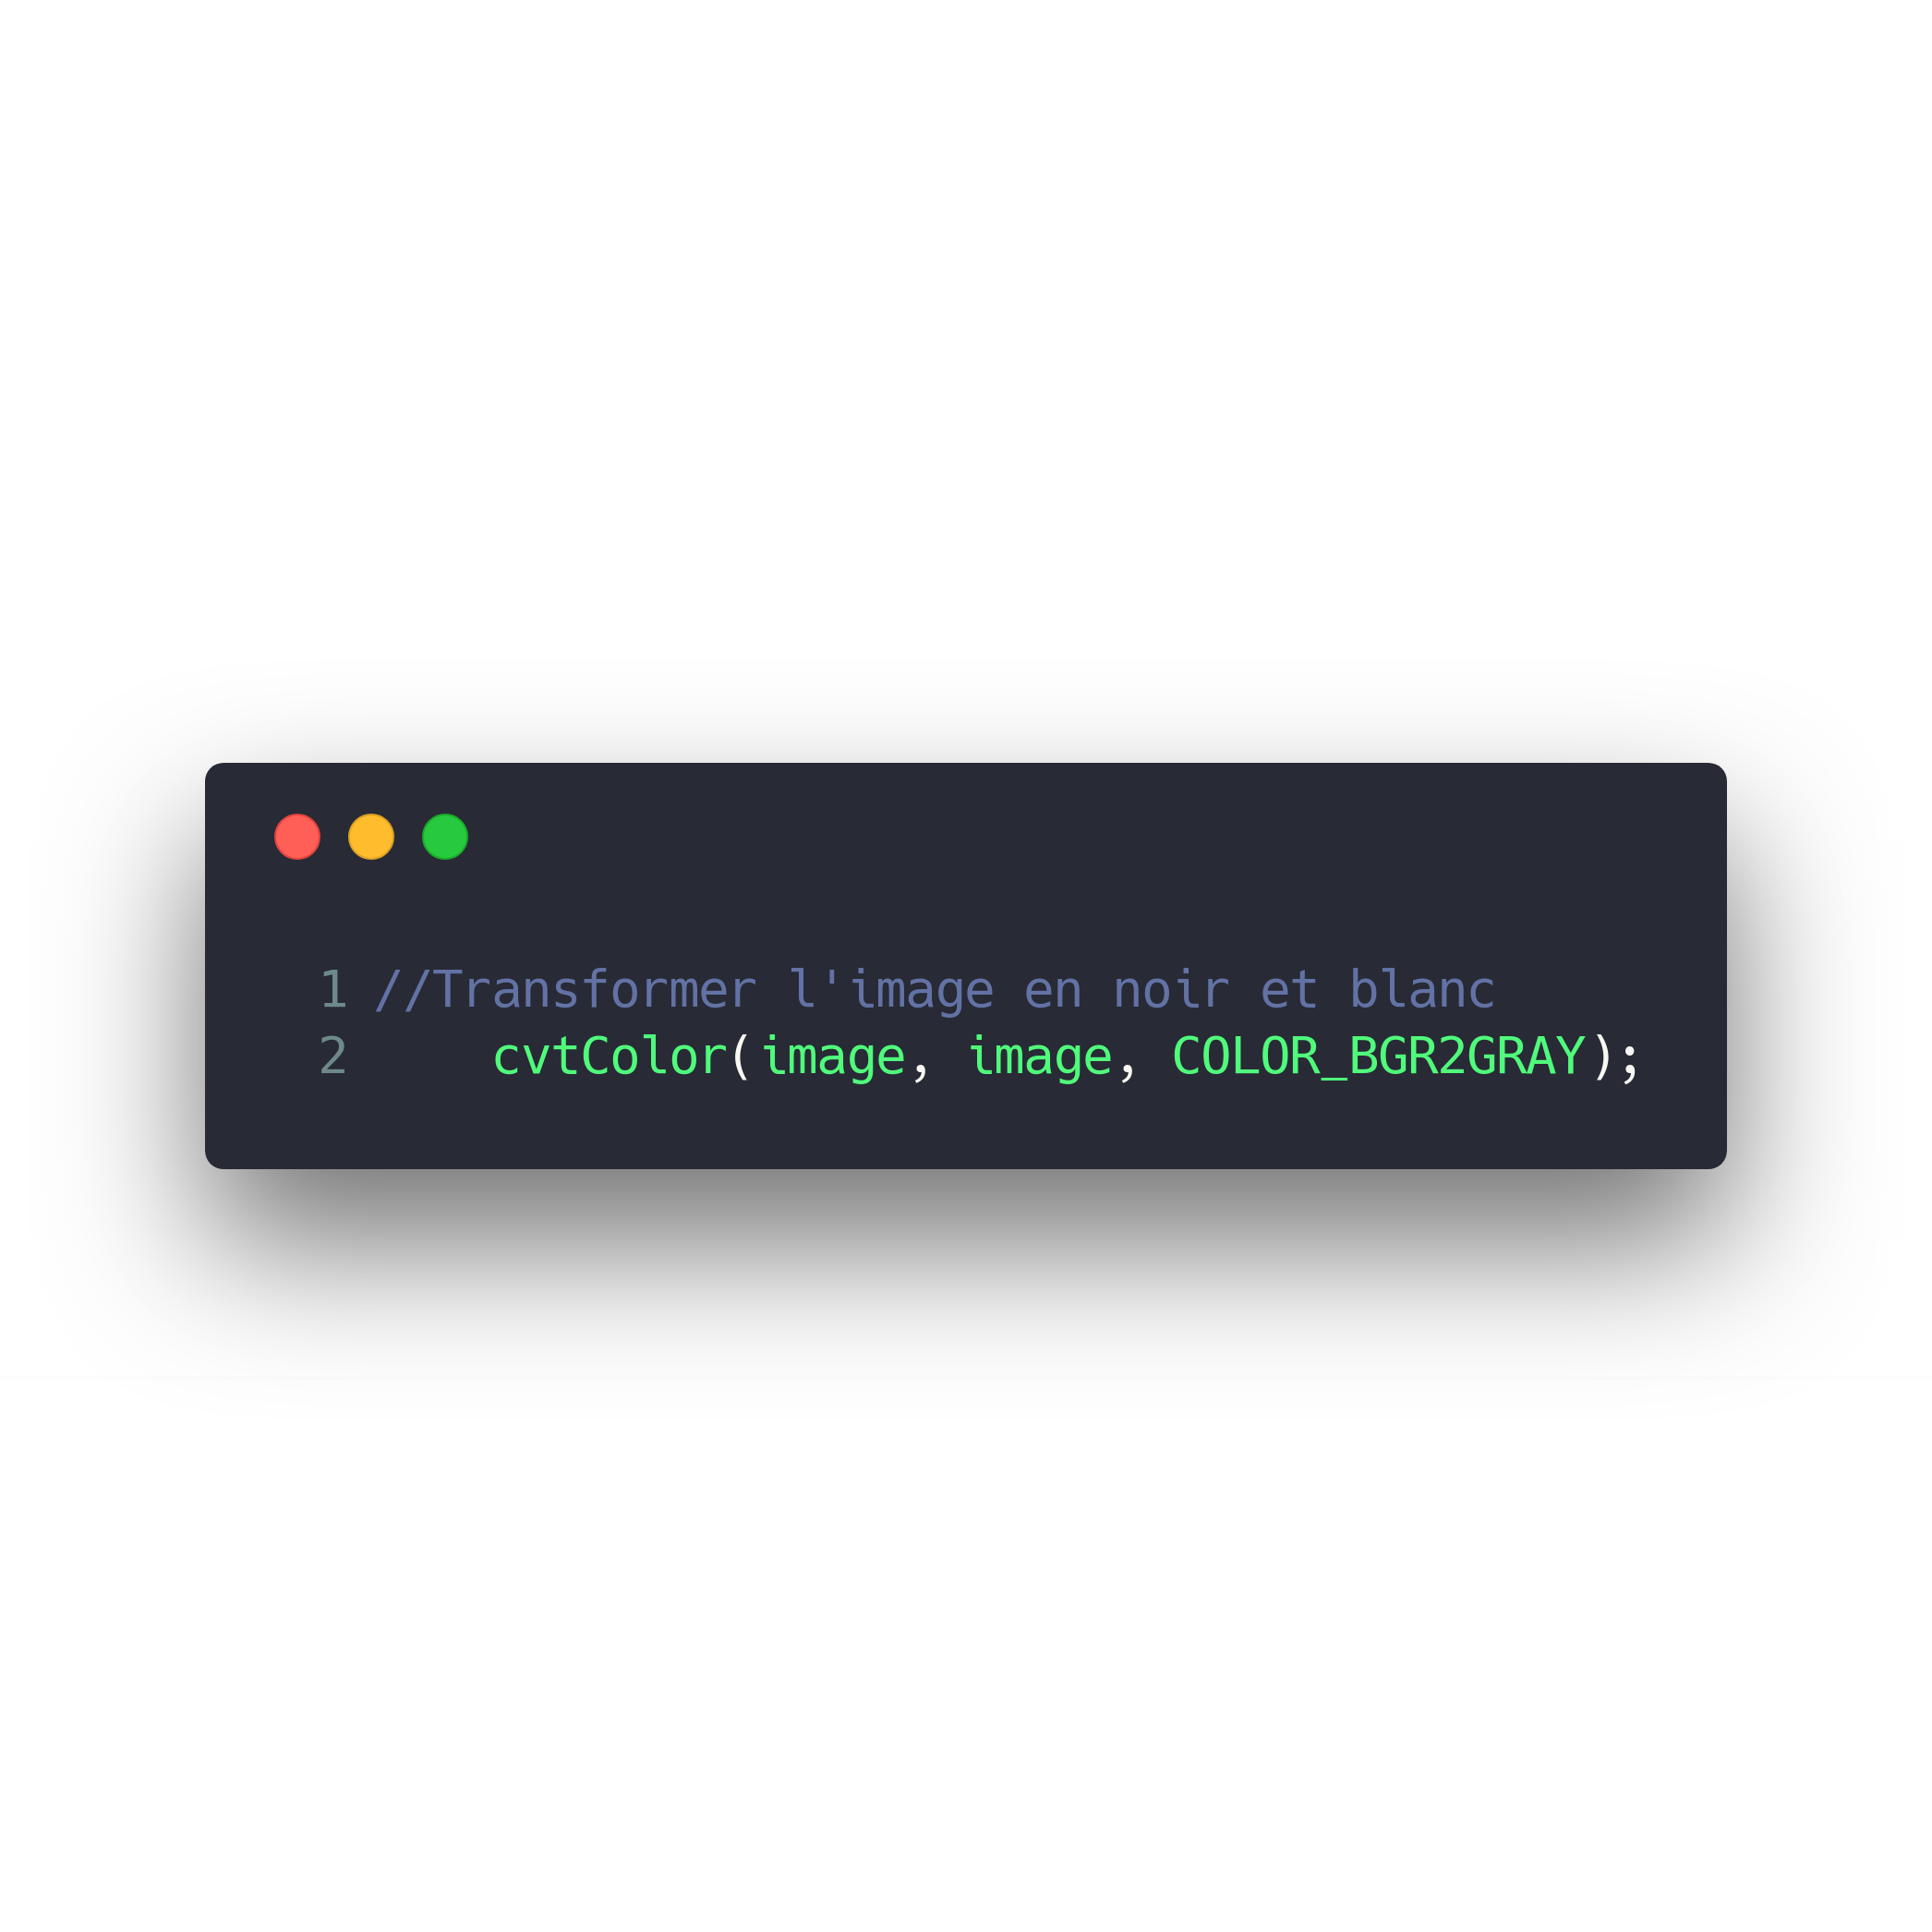 1 //Transformer l'image en noir et blanc
2     cvtColor(image, image, COLOR_BGR2GRAY);